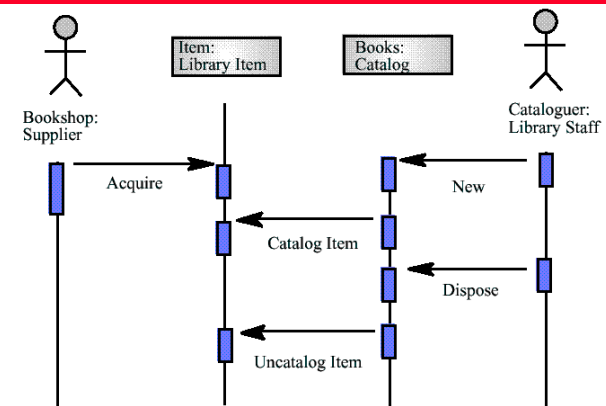 Item:
Library Item
Books:
Catalog
Bookshop:
Supplier
Cataloguer:
Library Staff
Acquire
New
Catalog Item
Dispose
Uncatalog Item